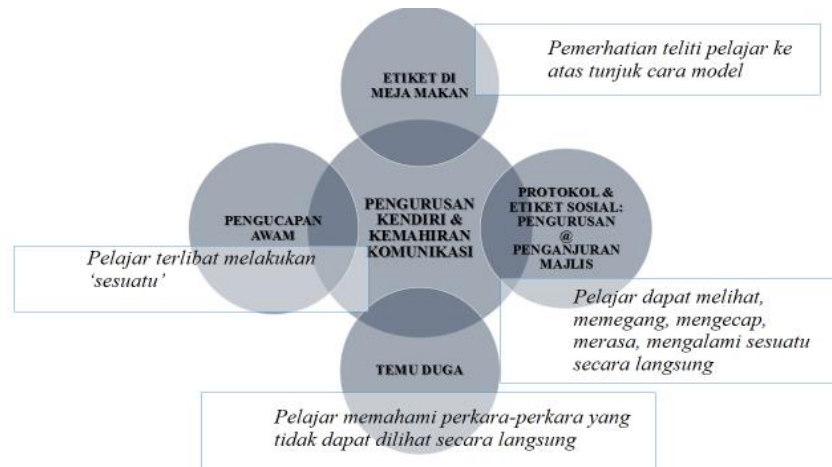 ETIKET DI
MEJA MAKAN
Pemerhatian teliti pelajar ke
atas tunjuk cara model
PENGUCAPAN
AWAM
Pelajar terlibat melakukan
‘sesuatu’
PENGURUSAN
KENDIRI &
KEMAHIRAN
KOMUNIKASI
PROTOKOL &
ETIKET SOSIAL:
PENGURUSAN
@
PENGANJURAN
MAJLIS
Pelajar dapat melihat,
memegang, mengecap,
merasa, mengalami sesuatu
secara langsung
TEMU DUGA
Pelajar memahami perkara-perkara yang
tidak dapat dilihat secara langsung